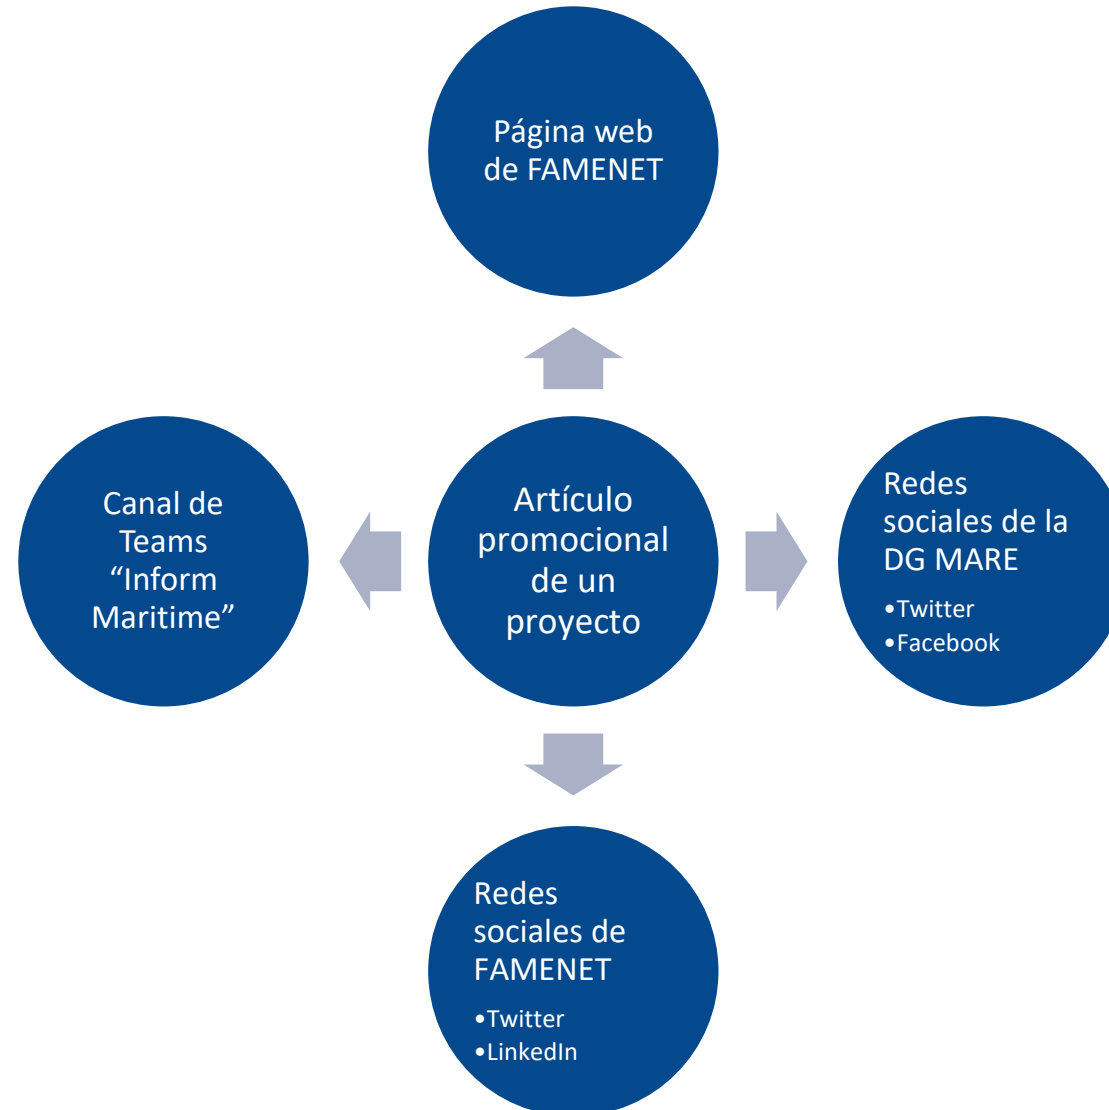 Página web
de FAMENET
Canal de
Teams
“Inform
Maritime”
Artículo
promocional
de un
proyecto
Redes
sociales de la
DG MARE
•Twitter
•Facebook
Redes
sociales de
FAMENET
•Twitter
•LinkedIn